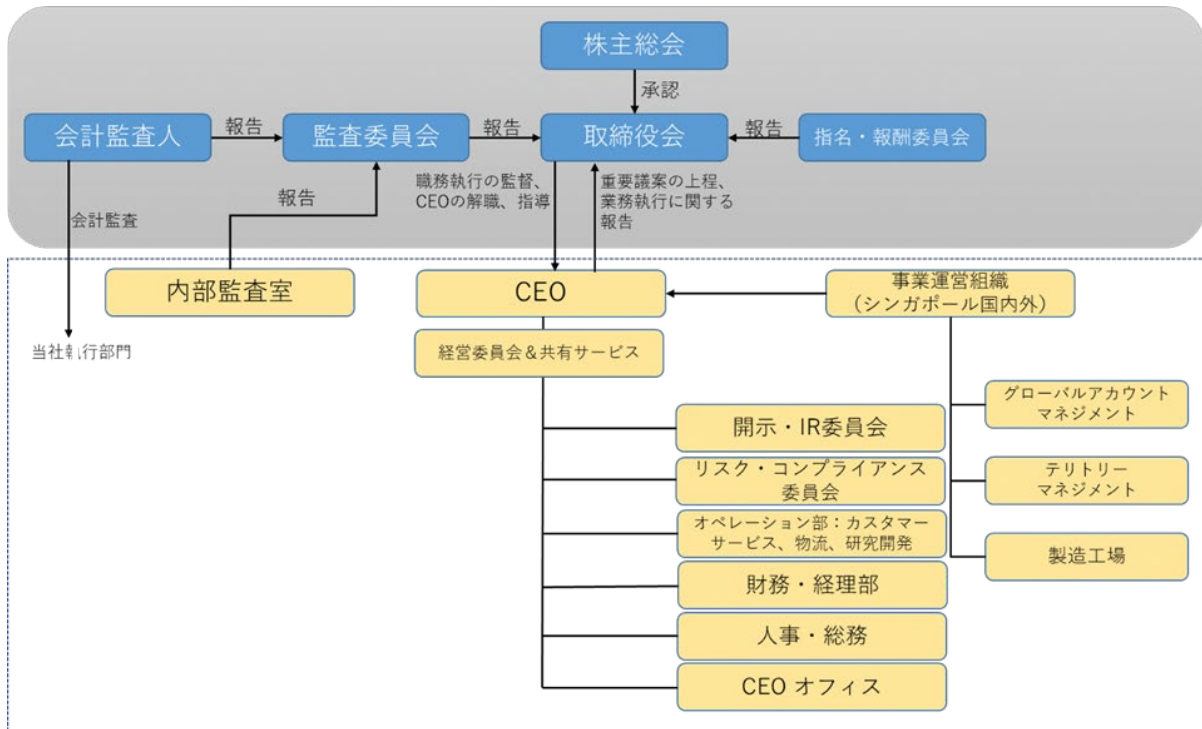 株主総会
承認
会計監査人
報告
監査委員会
報告
取締役会
報告
指名・報酬委員会
職務執行の監督、
CEOの解職、指導
重要議案の上程、
業務執行に関する
報告
報告
会計監査
内部監査室
CEO
事業運営組織
(シンガポール国内外)
当社執行部門
経営委員会&共有サービス
グローバルアカウント
マネジメント
開示・IR委員会
リスク・コンプライアンス
委員会
テリトリー
マネジメント
オペレーション部：カスタマー
サービス、物流、研究開発
製造工場
財務・経理部
人事・総務
CEO オフィス